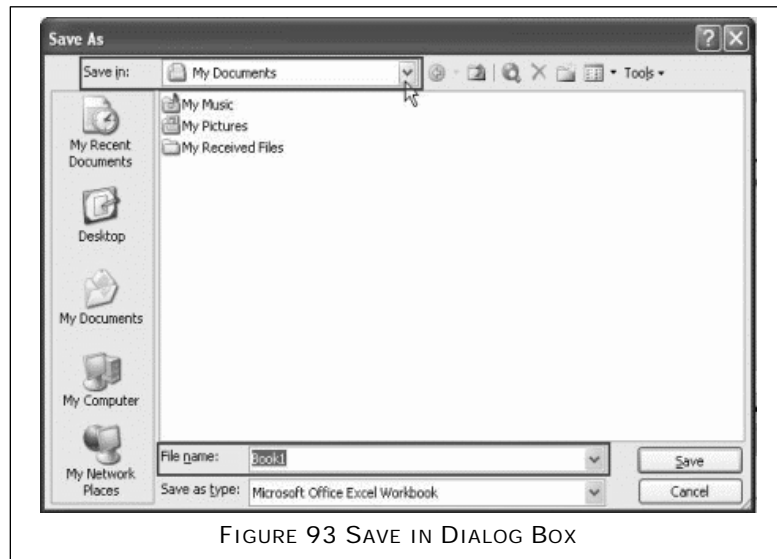 Save As
Save in: My Documents Tools
My Music
My Pictures
My Received Files
My Recent
Documents
Desktop
My Documents
My Computer
My Network
Places
File name: Book1 Save
Save as type: Microsoft Office Excel Workbook Cancel
FIGURE 93 SAVE IN DIALOG BOX